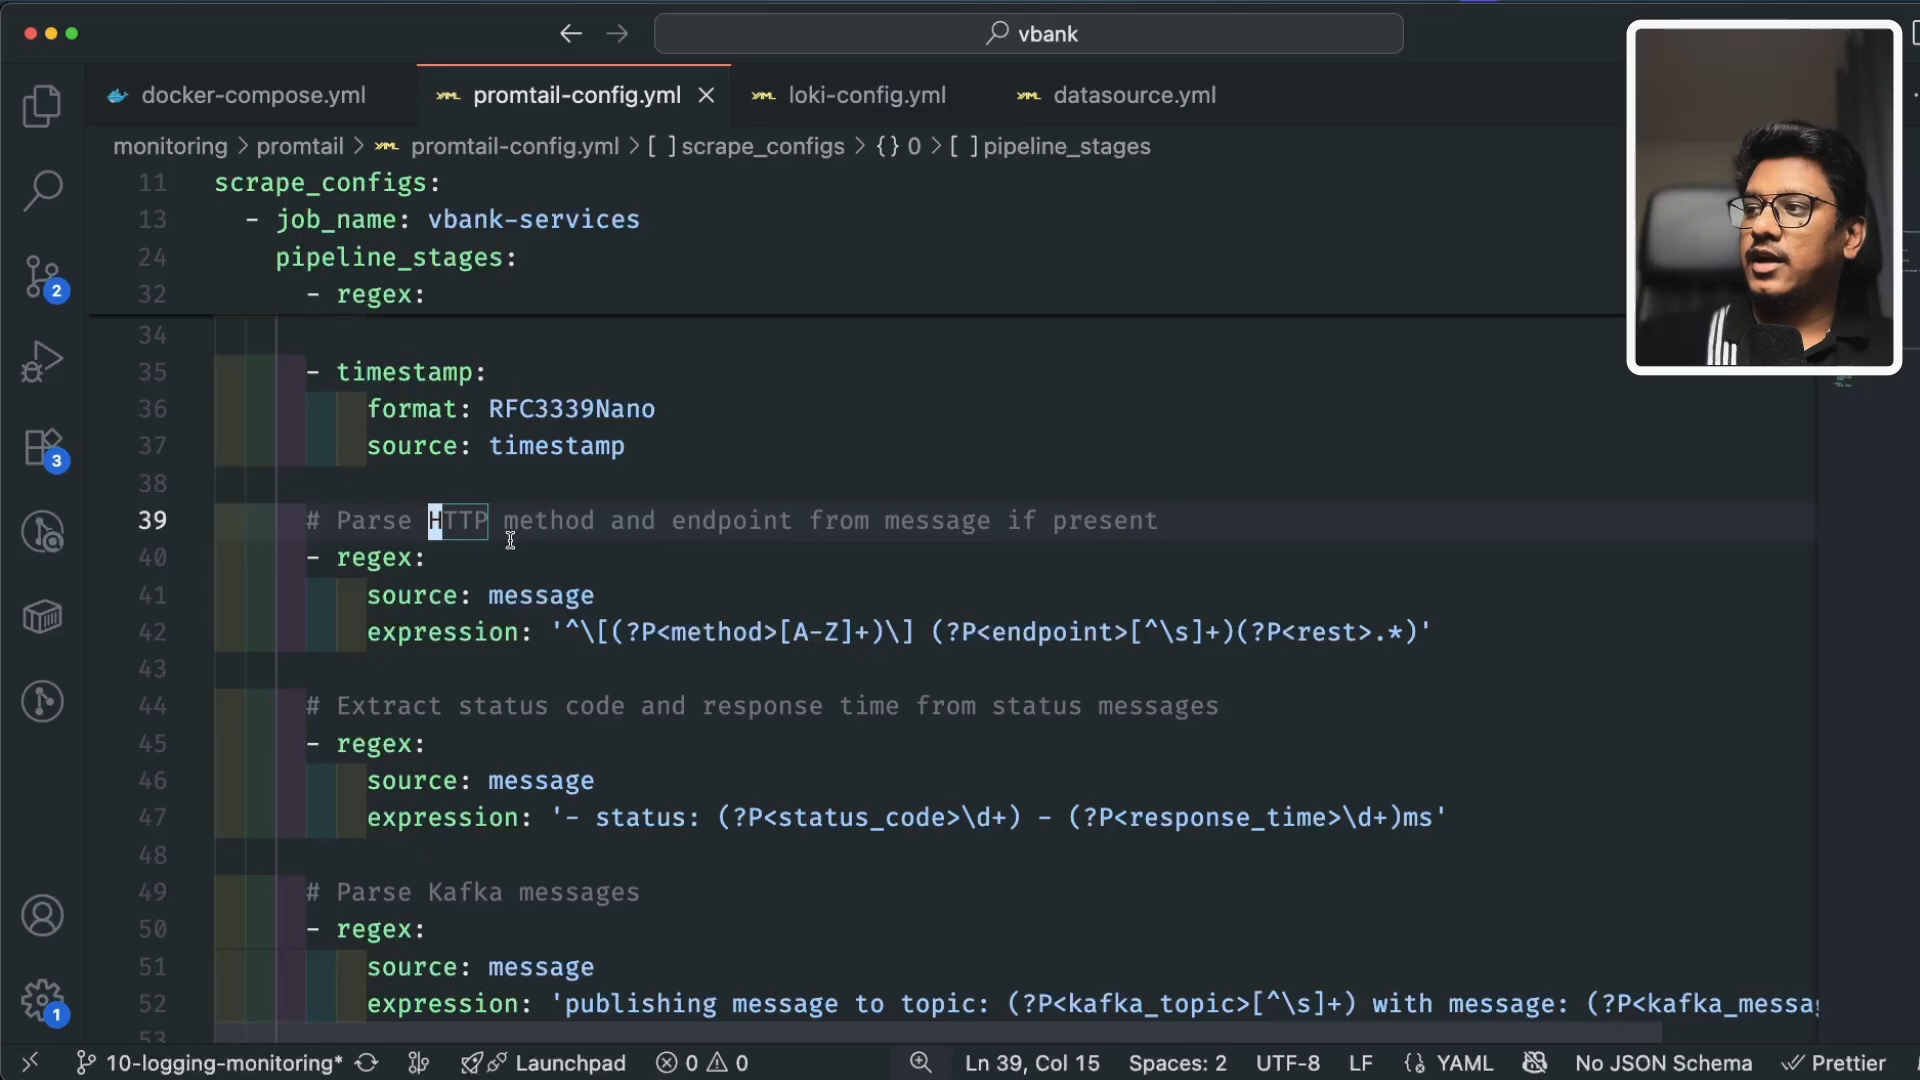 vbank
docker-compose.yml
promtail-config.yml
loki-config.yml
datasource.yml
monitoring > promtail > promtail-config.yml > [ ] scrape_configs > {} 0 > [ ] pipeline_stages
11 scrape_configs:
13 - job_name: vbank-services
24 pipeline_stages:
32 - regex:
34
35 - timestamp:
36 format: RFC3339Nano
37 source: timestamp
38
39 # Parse HTTP method and endpoint from message if present
40 - regex:
41 source: message
42 expression: '^\[(?P<method>[A-Z]+)\] (?P<endpoint>[^\s]+)(?P<rest>.*)'
43
44 # Extract status code and response time from status messages
45 - regex:
46 source: message
47 expression: '- status: (?P<status_code>\d+) - (?P<response_time>\d+)ms'
48
49 # Parse Kafka messages
50 - regex:
51 source: message
52 expression: 'publishing message to topic: (?P<kafka_topic>[^\s]+) with message: (?P<kafka_messag
53
2
3
1
10-logging-monitoring* Launchpad 0 0 Ln 39, Col 15 Spaces: 2 UTF-8 LF {} YAML No JSON Schema Prettier